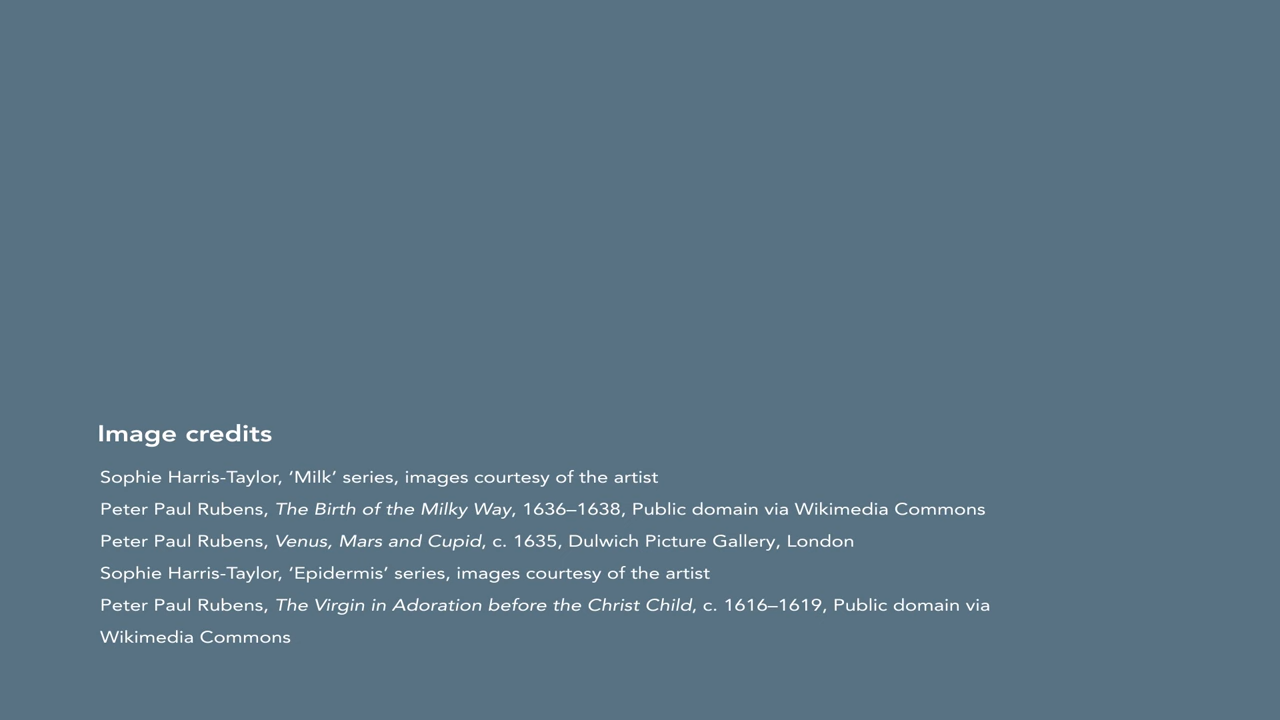 Image credits
Sophie Harris-Taylor, ‘Milk’ series, images courtesy of the artist
Peter Paul Rubens, The Birth of the Milky Way, 1636–1638, Public domain via Wikimedia Commons
Peter Paul Rubens, Venus, Mars and Cupid, c. 1635, Dulwich Picture Gallery, London
Sophie Harris-Taylor, ‘Epidermis’ series, images courtesy of the artist
Peter Paul Rubens, The Virgin in Adoration before the Christ Child, c. 1616–1619, Public domain via
Wikimedia Commons